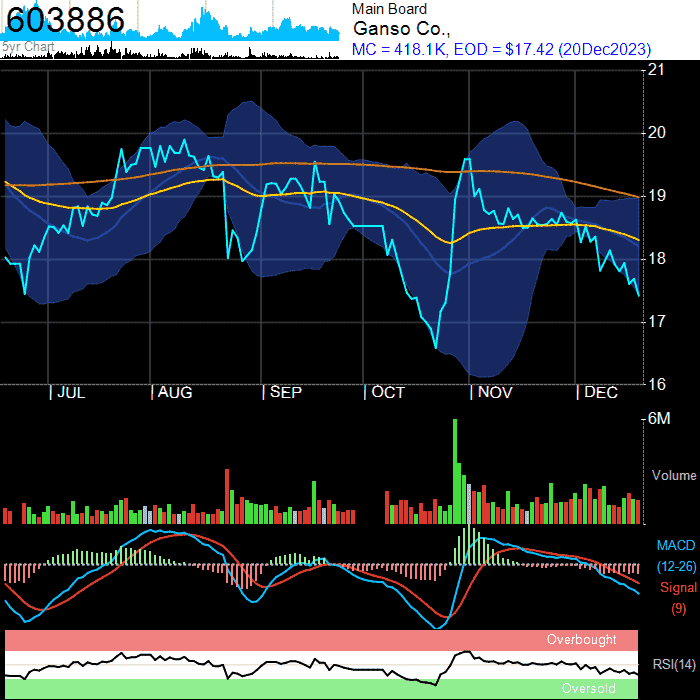 603886
5yr Chart
Main Board
Ganso Co.,
MC = 418.1K, EOD = $17.42 (20Dec2023)
21
20
19
18
17
16
| JUL | AUG | SEP | OCT | NOV | DEC
6M
Volume
MACD
(12-26)
Signal
(9)
Overbought
RSI(14)
Oversold